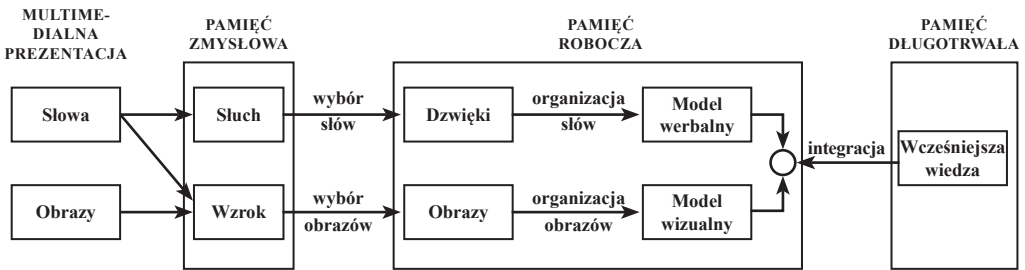 MULTIME-
DIALNA
PREZENTACJA
PAMIĘĆ
ZMYSŁOWA
PAMIĘĆ
ROBOCZA
PAMIĘĆ
DŁUGOTRWAŁA
Słowa
Słuch
wybór
słów
Dzwięki
organizacja
słów
Model
werbalny
integracja
Wcześniejsza
wiedza
Obrazy
Wzrok
wybór
obrazów
Obrazy
organizacja
obrazów
Model
wizualny